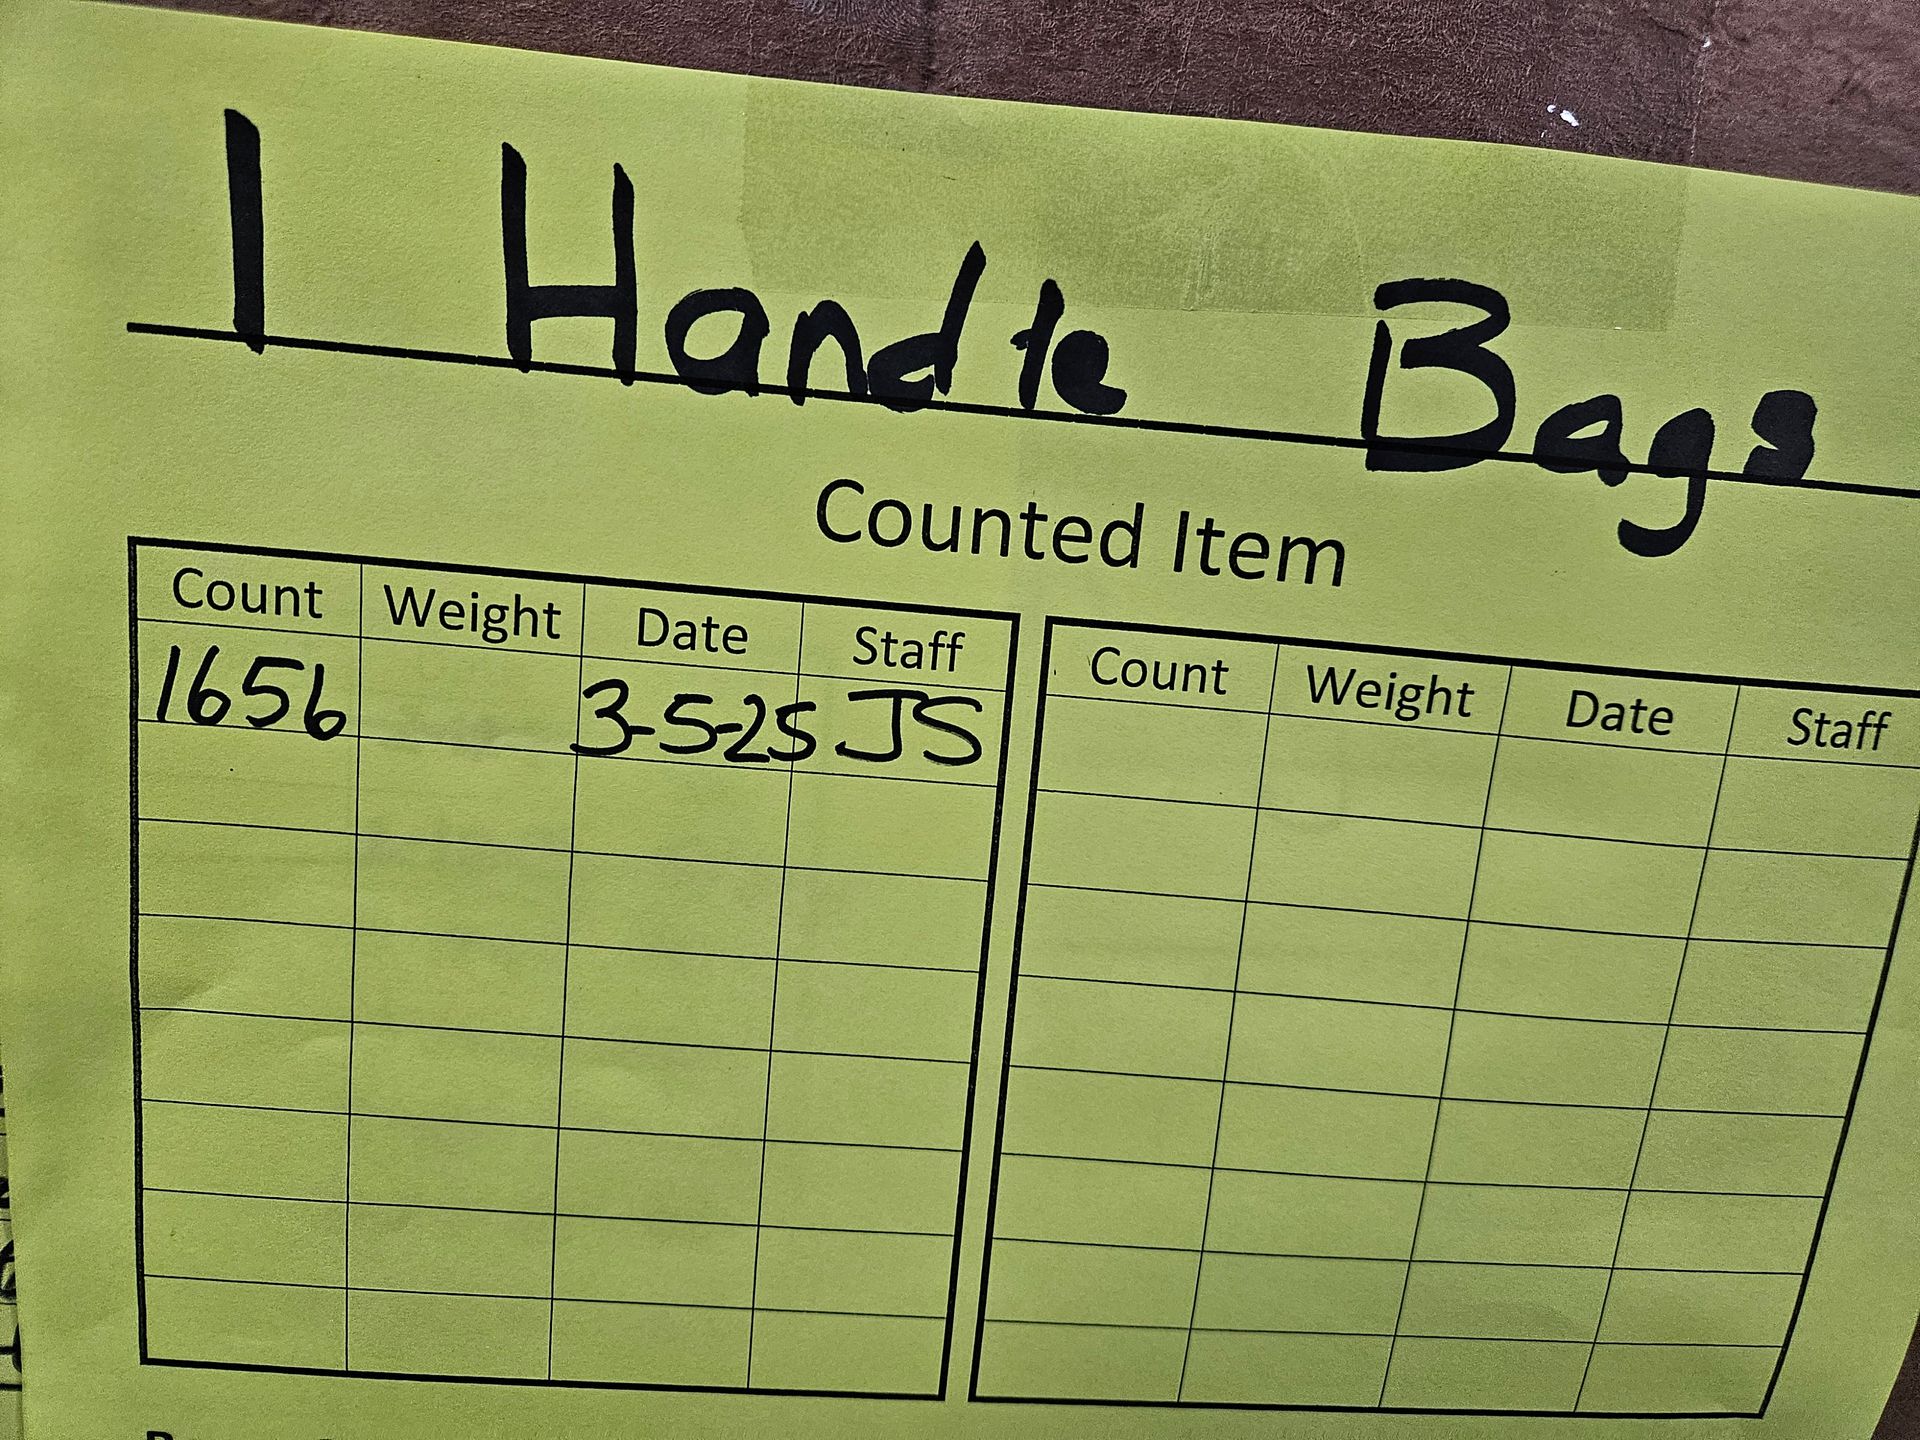 1 Handle Bags
Counted Item
Count Weight Date Staff Count Weight Date Staff
1656 3-5-25 JS